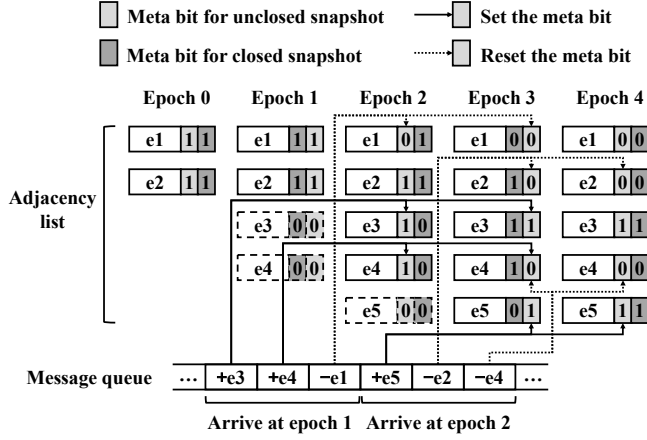 Meta bit for unclosed snapshot Set the meta bit
Meta bit for closed snapshot Reset the meta bit
Epoch 0 Epoch 1 Epoch 2 Epoch 3 Epoch 4
e1 1 1 e1 1 1 e1 0 1 e1 0 0 e1 0 0
e2 1 1 e2 1 1 e2 1 1 e2 1 0 e2 0 0
Adjacency
list
e3 0 0 e3 1 0 e3 1 1 e3 1 1
e4 0 0 e4 1 0 e4 1 0 e4 0 0
e5 0 0 e5 0 1 e5 1 1
Message queue ... +e3 +e4 −e1 +e5 −e2 −e4 ...
Arrive at epoch 1 Arrive at epoch 2